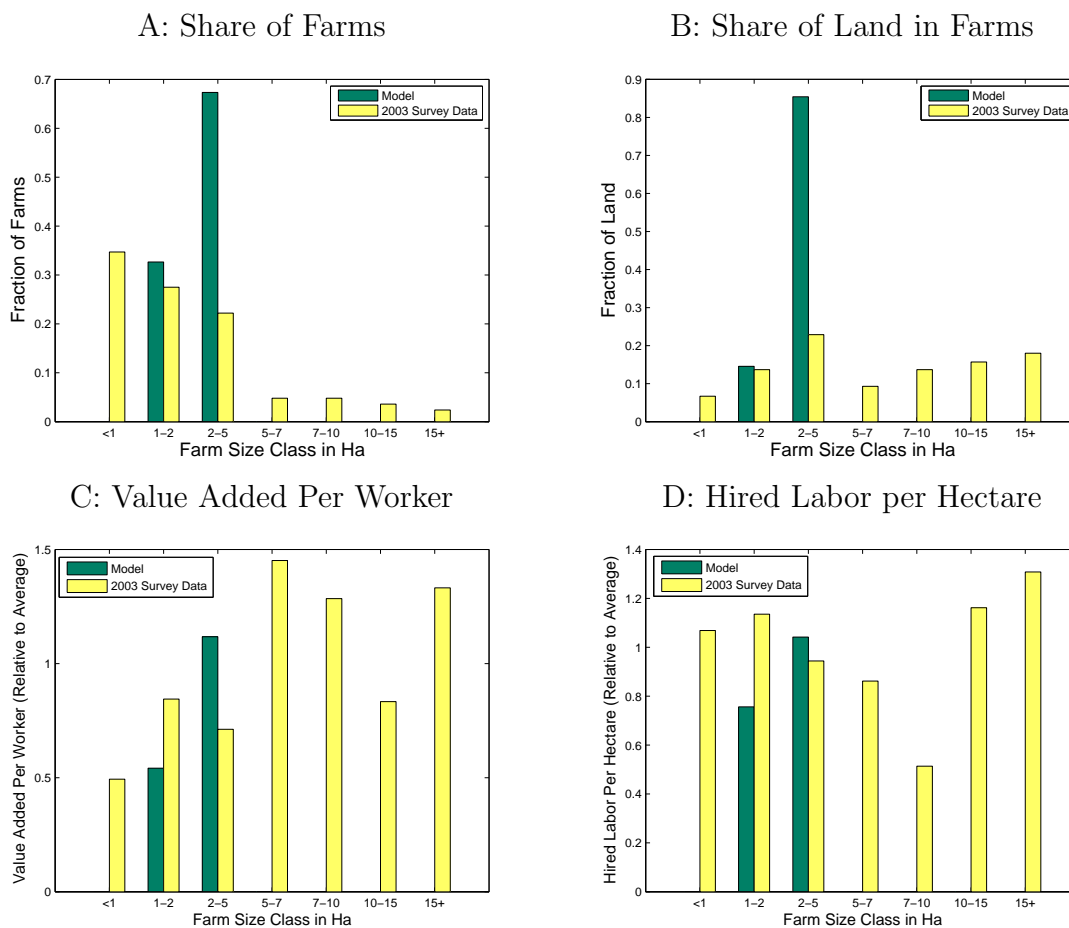 A: Share of Farms
0.7
0.6
0.5
0.4
0.3
0.2
0.1
0
Fraction of Farms
Model
2003 Survey Data
<1 1–2 2–5 5–7 7–10 10–15 15+
Farm Size Class in Ha
B: Share of Land in Farms
0.9
0.8
0.7
0.6
0.5
0.4
0.3
0.2
0.1
0
Fraction of Land
Model
2003 Survey Data
<1 1–2 2–5 5–7 7–10 10–15 15+
Farm Size Class in Ha
C: Value Added Per Worker
1.5
1
0.5
0
Value Added Per Worker (Relative to Average)
Model
2003 Survey Data
<1 1–2 2–5 5–7 7–10 10–15 15+
Farm Size Class in Ha
D: Hired Labor per Hectare
1.4
1.2
1
0.8
0.6
0.4
0.2
0
Hired Labor Per Hectare (Relative to Average)
Model
2003 Survey Data
<1 1–2 2–5 5–7 7–10 10–15 15+
Farm Size Class in Ha